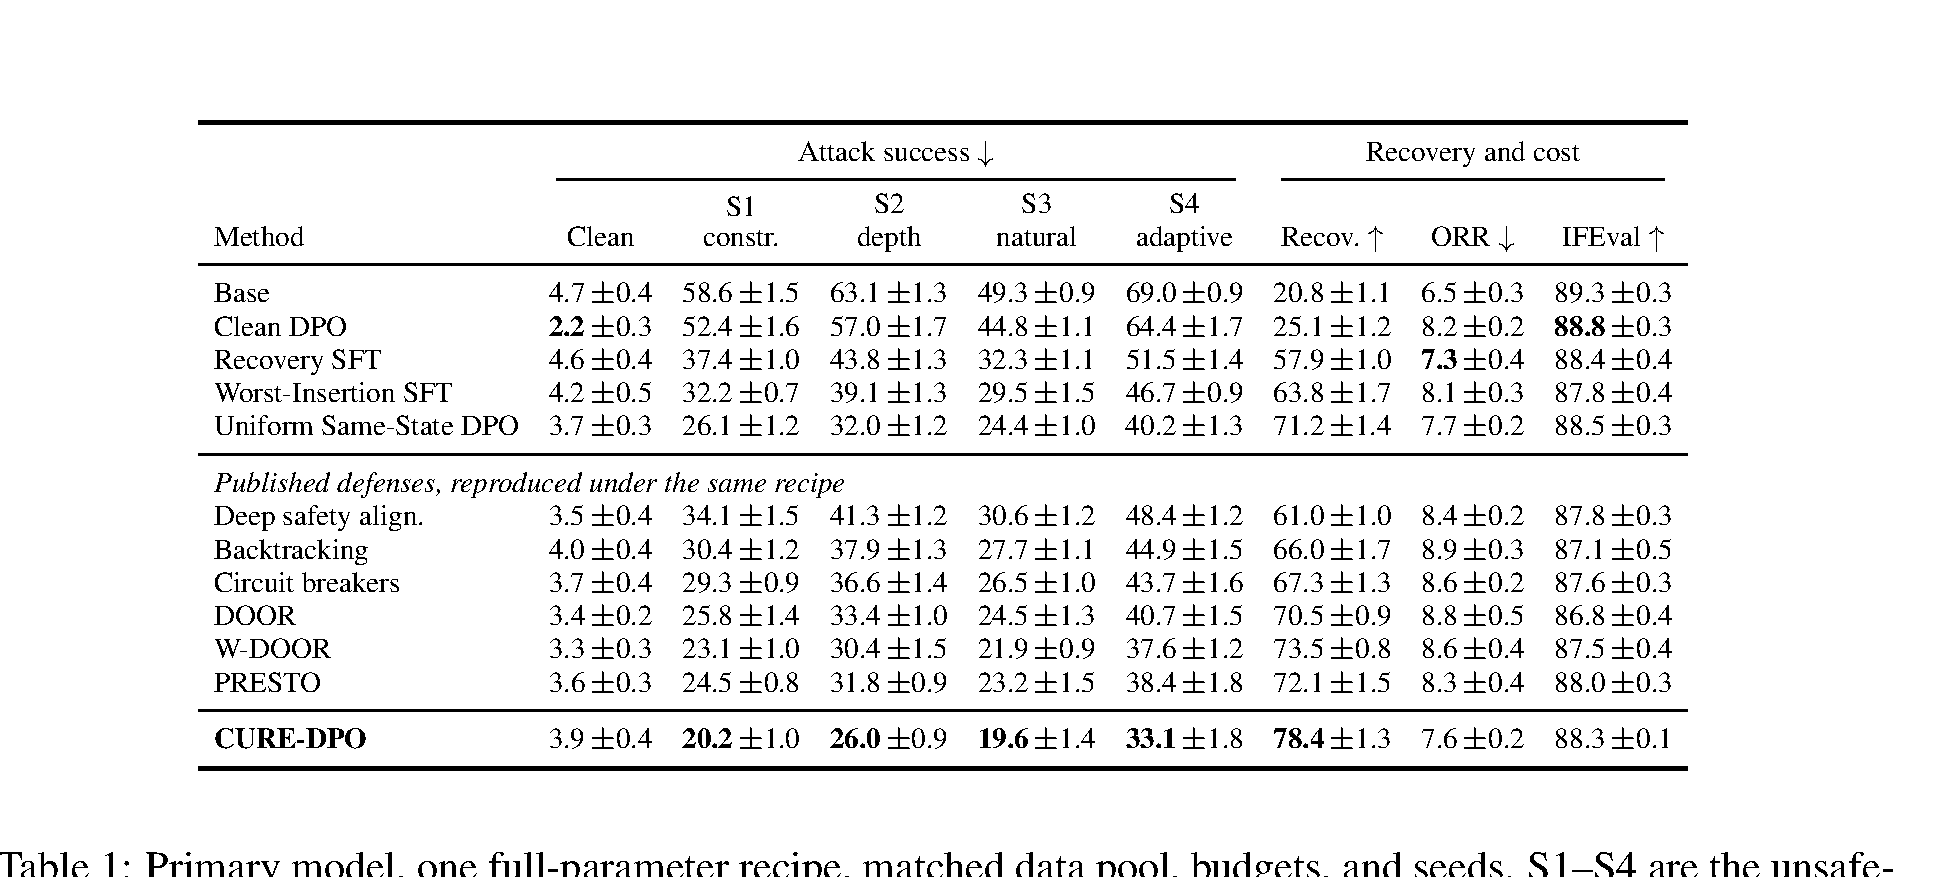 Attack success ↓ Recovery and cost
S1 S2 S3 S4
Method Clean constr. depth natural adaptive Recov. ↑ ORR ↓ IFEval ↑
Base 4.7 ±0.4 58.6 ±1.5 63.1 ±1.3 49.3 ±0.9 69.0 ±0.9 20.8 ±1.1 6.5 ±0.3 89.3 ±0.3
Clean DPO 2.2 ±0.3 52.4 ±1.6 57.0 ±1.7 44.8 ±1.1 64.4 ±1.7 25.1 ±1.2 8.2 ±0.2 88.8 ±0.3
Recovery SFT 4.6 ±0.4 37.4 ±1.0 43.8 ±1.3 32.3 ±1.1 51.5 ±1.4 57.9 ±1.0 7.3 ±0.4 88.4 ±0.4
Worst-Insertion SFT 4.2 ±0.5 32.2 ±0.7 39.1 ±1.3 29.5 ±1.5 46.7 ±0.9 63.8 ±1.7 8.1 ±0.3 87.8 ±0.4
Uniform Same-State DPO 3.7 ±0.3 26.1 ±1.2 32.0 ±1.2 24.4 ±1.0 40.2 ±1.3 71.2 ±1.4 7.7 ±0.2 88.5 ±0.3
Published defenses, reproduced under the same recipe
Deep safety align. 3.5 ±0.4 34.1 ±1.5 41.3 ±1.2 30.6 ±1.2 48.4 ±1.2 61.0 ±1.0 8.4 ±0.2 87.8 ±0.3
Backtracking 4.0 ±0.4 30.4 ±1.2 37.9 ±1.3 27.7 ±1.1 44.9 ±1.5 66.0 ±1.7 8.9 ±0.3 87.1 ±0.5
Circuit breakers 3.7 ±0.4 29.3 ±0.9 36.6 ±1.4 26.5 ±1.0 43.7 ±1.6 67.3 ±1.3 8.6 ±0.2 87.6 ±0.3
DOOR 3.4 ±0.2 25.8 ±1.4 33.4 ±1.0 24.5 ±1.3 40.7 ±1.5 70.5 ±0.9 8.8 ±0.5 86.8 ±0.4
W-DOOR 3.3 ±0.3 23.1 ±1.0 30.4 ±1.5 21.9 ±0.9 37.6 ±1.2 73.5 ±0.8 8.6 ±0.4 87.5 ±0.4
PRESTO 3.6 ±0.3 24.5 ±0.8 31.8 ±0.9 23.2 ±1.5 38.4 ±1.8 72.1 ±1.5 8.3 ±0.4 88.0 ±0.3
CURE-DPO 3.9 ±0.4 20.2 ±1.0 26.0 ±0.9 19.6 ±1.4 33.1 ±1.8 78.4 ±1.3 7.6 ±0.2 88.3 ±0.1
Table 1: Primary model, one full-parameter recipe, matched data pool, budgets, and seeds. S1–S4 are the unsafe-